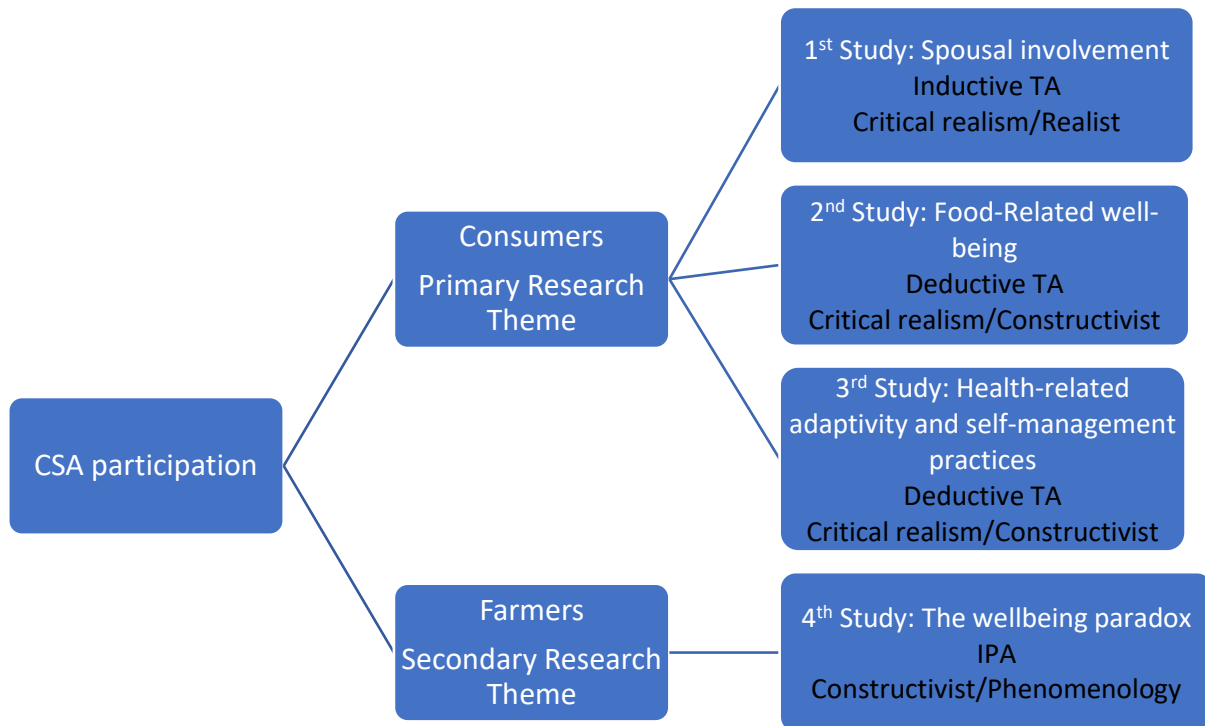 CSA participation
Consumers
Primary Research
Theme
Farmers
Secondary Research
Theme
1st Study: Spousal involvement
Inductive TA
Critical realism/Realist
2nd Study: Food-Related well-
being
Deductive TA
Critical realism/Constructivist
3rd Study: Health-related
adaptivity and self-management
practices
Deductive TA
Critical realism/Constructivist
4th Study: The wellbeing paradox
IPA
Constructivist/Phenomenology